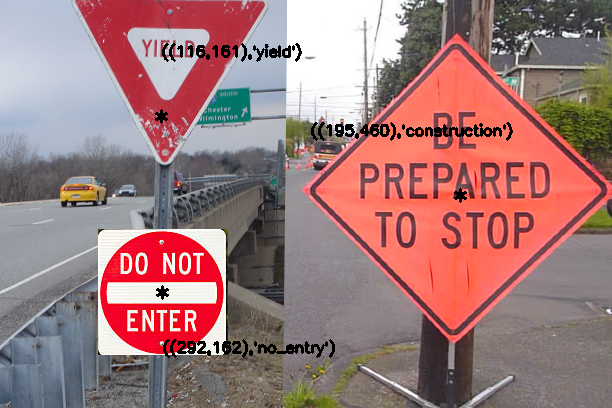 YIELD
((116,161),'yield')
SOUTH
chester
ilmington
DO NOT
ENTER
((292,162),'no_entry')
((195,460),'construction')
BE
PREPARED
TO STOP